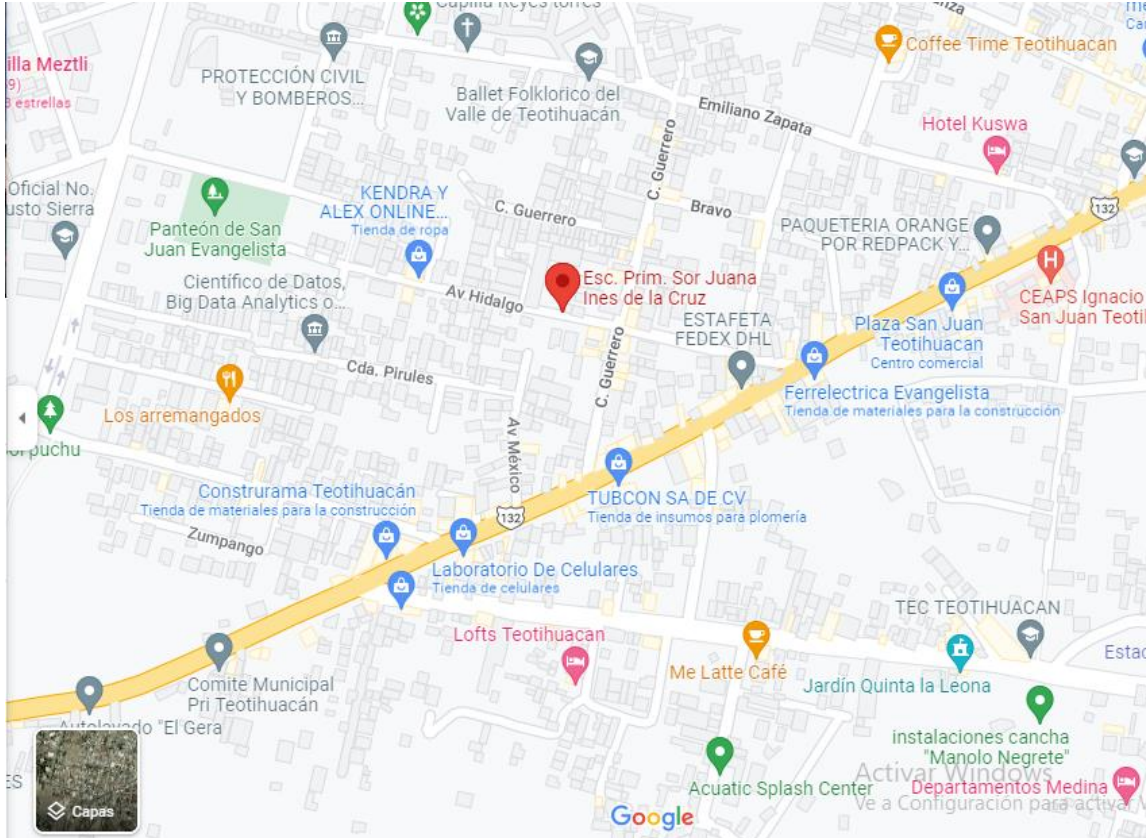 Capilla Reyes torres
Coffee Time Teotihuacan
illa Meztli
9)
3 estrellas
PROTECCIÓN CIVIL
Y BOMBEROS...
Ballet Folklorico del
Valle de Teotihuacán
Emiliano Zapata
Hotel Kuswa
C. Guerrero
Oficial No.
usto Sierra
KENDRA Y
ALEX ONLINE...
Tienda de ropa
C. Guerrero
Bravo
132
Panteón de San
Juan Evangelista
PAQUETERIA ORANGE
POR REDPACK Y...
Científico de Datos,
Big Data Analytics o...
Av Hidalgo
Esc. Prim. Sor Juana
Ines de la Cruz
CEAPS Ignacio
San Juan Teotil
ESTAFETA
FEDEX DHL
Plaza San Juan
Teotihuacan
Centro comercial
Cda. Pirules
C. Guerrero
Ferrelectrica Evangelista
Tienda de materiales para la construcción
Los arremangados
puchu
Av México
Construrama Teotihuacán
Tienda de materiales para la construcción
TUBCON SA DE CV
Tienda de insumos para plomería
132
Zumpango
Laboratorio De Celulares
Tienda de celulares
TEC TEOTIHUACAN
Lofts Teotihuacan
Estad
Me Latte Café
Jardín Quinta la Leona
Comite Municipal
Pri Teotihuacán
Autolavado "El Gera
instalaciones cancha
"Manolo Negrete"
Activar Windows
Acuatic Splash Center
Departamentos Medina
Ve a Configuración para activar W
ES
Capas
Google